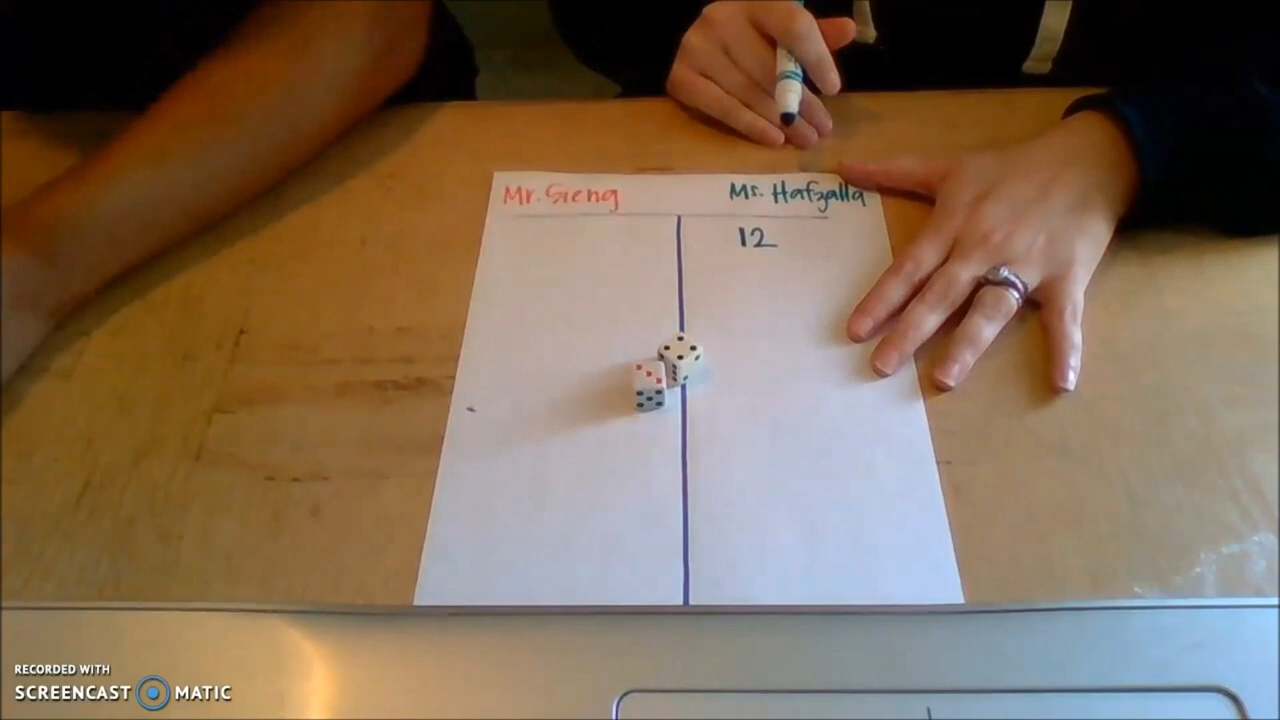 Mr. Sieng
Ms. Hafzalla
12
RECORDED WITH
SCREENCAST MATIC